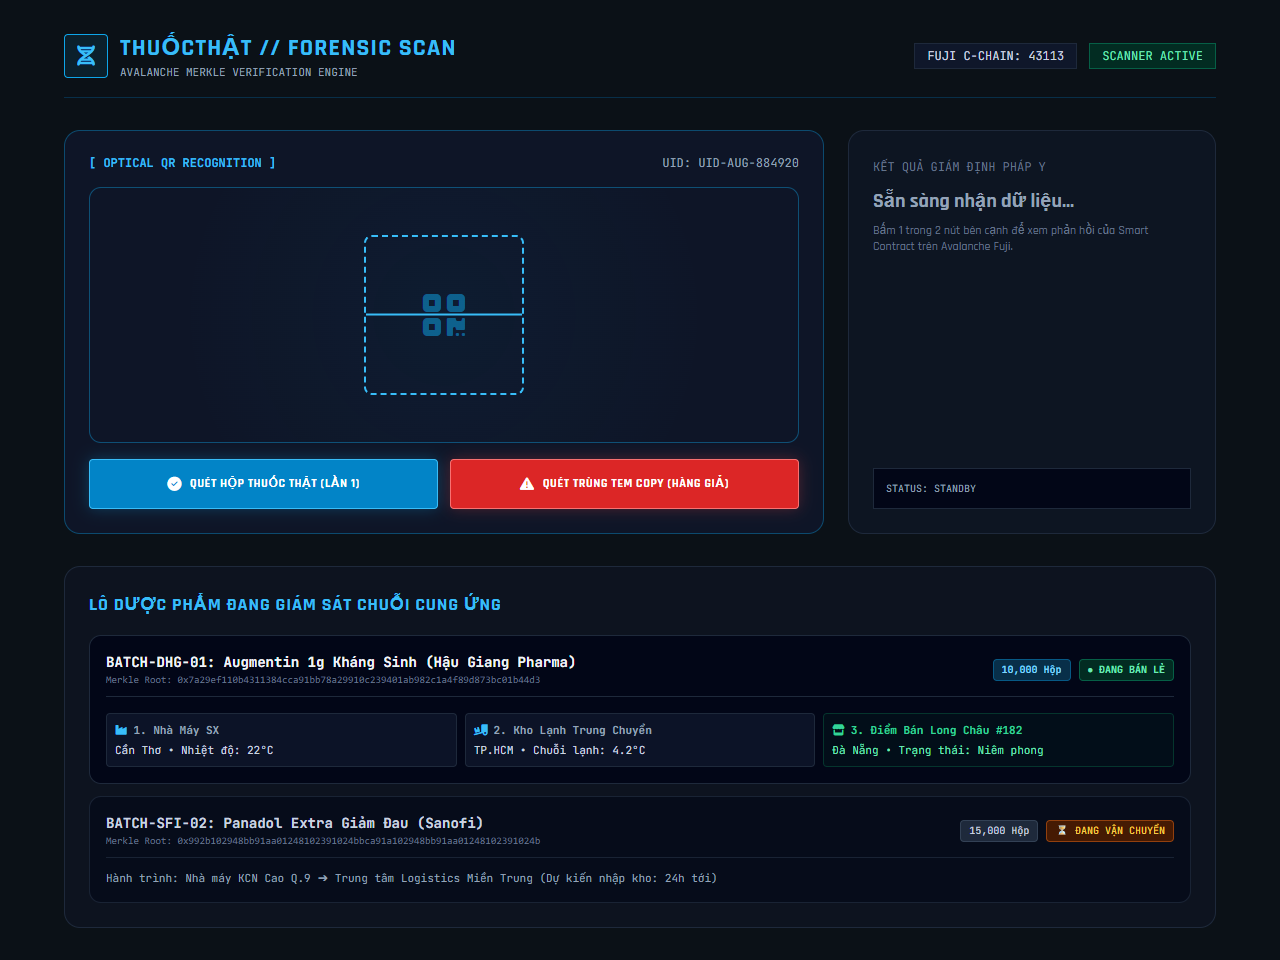 THUỐCTHẬT // FORENSIC SCAN
AVALANCHE MERKLE VERIFICATION ENGINE
FUJI C-CHAIN: 43113
SCANNER ACTIVE
[ OPTICAL QR RECOGNITION ]
UID: UID-AUG-884920
QUÉT HỘP THUỐC THẬT (LẦN 1)
QUÉT TRÙNG TEM COPY (HÀNG GIẢ)
KẾT QUẢ GIÁM ĐỊNH PHÁP Y
Sẵn sàng nhận dữ liệu...
Bấm 1 trong 2 nút bên cạnh để xem phản hồi của Smart
Contract trên Avalanche Fuji.
STATUS: STANDBY
LÔ DƯỢC PHẨM ĐANG GIÁM SÁT CHUỖI CUNG ỨNG
BATCH-DHG-01: Augmentin 1g Kháng Sinh (Hậu Giang Pharma)
Merkle Root: 0x7a29ef110b4311384cca91bb78a29910c239401ab982c1a4f89d873bc01b44d3
10,000 Hộp
● ĐANG BÁN LẺ
1. Nhà Máy SX
Cần Thơ • Nhiệt độ: 22°C
2. Kho Lạnh Trung Chuyển
TP.HCM • Chuỗi lạnh: 4.2°C
3. Điểm Bán Long Châu #182
Đà Nẵng • Trạng thái: Niêm phong
BATCH-SFI-02: Panadol Extra Giảm Đau (Sanofi)
Merkle Root: 0x992b102948bb91aa01248102391024bbca91a102948bb91aa01248102391024b
15,000 Hộp
ĐANG VẬN CHUYỂN
Hành trình: Nhà máy KCN Cao Q.9 ➔ Trung tâm Logistics Miền Trung (Dự kiến nhập kho: 24h tới)